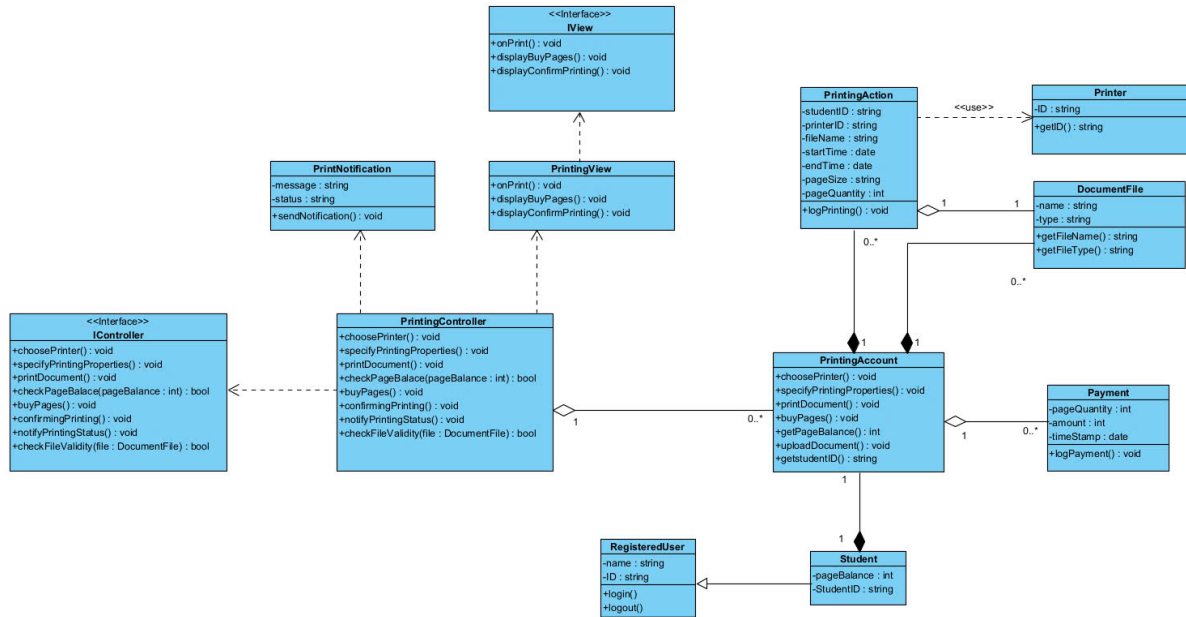 <<Interface>>
IView
+onPrint() : void
+displayBuyPages() : void
+displayConfirmPrinting() : void
PrintingAction
-studentID : string
-printerID : string
-fileName : string
-startTime : date
-endTime : date
-pageSize : string
-pageQuantity : int
+logPrinting() : void
<<use>>
Printer
-ID : string
+getID() : string
PrintNotification
-message : string
-status : string
+sendNotification() : void
PrintingView
+onPrint() : void
+displayBuyPages() : void
+displayConfirmPrinting() : void
DocumentFile
-name : string
-type : string
+getFileName() : string
+getFileType() : string
1
1
0..*
0..*
<<Interface>>
IController
+choosePrinter() : void
+specifyPrintingProperties() : void
+printDocument() : void
+checkPageBalace(pageBalance : int) : bool
+buyPages() : void
+confirmingPrinting() : void
+notifyPrintingStatus() : void
+checkFileValidity(file : DocumentFile) : bool
PrintingController
+choosePrinter() : void
+specifyPrintingProperties() : void
+printDocument() : void
+checkPageBalace(pageBalance : int) : bool
+buyPages() : void
+confirmingPrinting() : void
+notifyPrintingStatus() : void
+checkFileValidity(file : DocumentFile) : bool
1
0..*
1
1
PrintingAccount
+choosePrinter() : void
+specifyPrintingProperties() : void
+printDocument() : void
+buyPages() : void
+getPageBalance() : int
+uploadDocument() : void
+getstudentID() : string
1
0..*
Payment
-pageQuantity : int
-amount : int
-timeStamp : date
+logPayment() : void
1
1
RegisteredUser
-name : string
-ID : string
+login()
+logout()
Student
-pageBalance : int
-StudentID : string